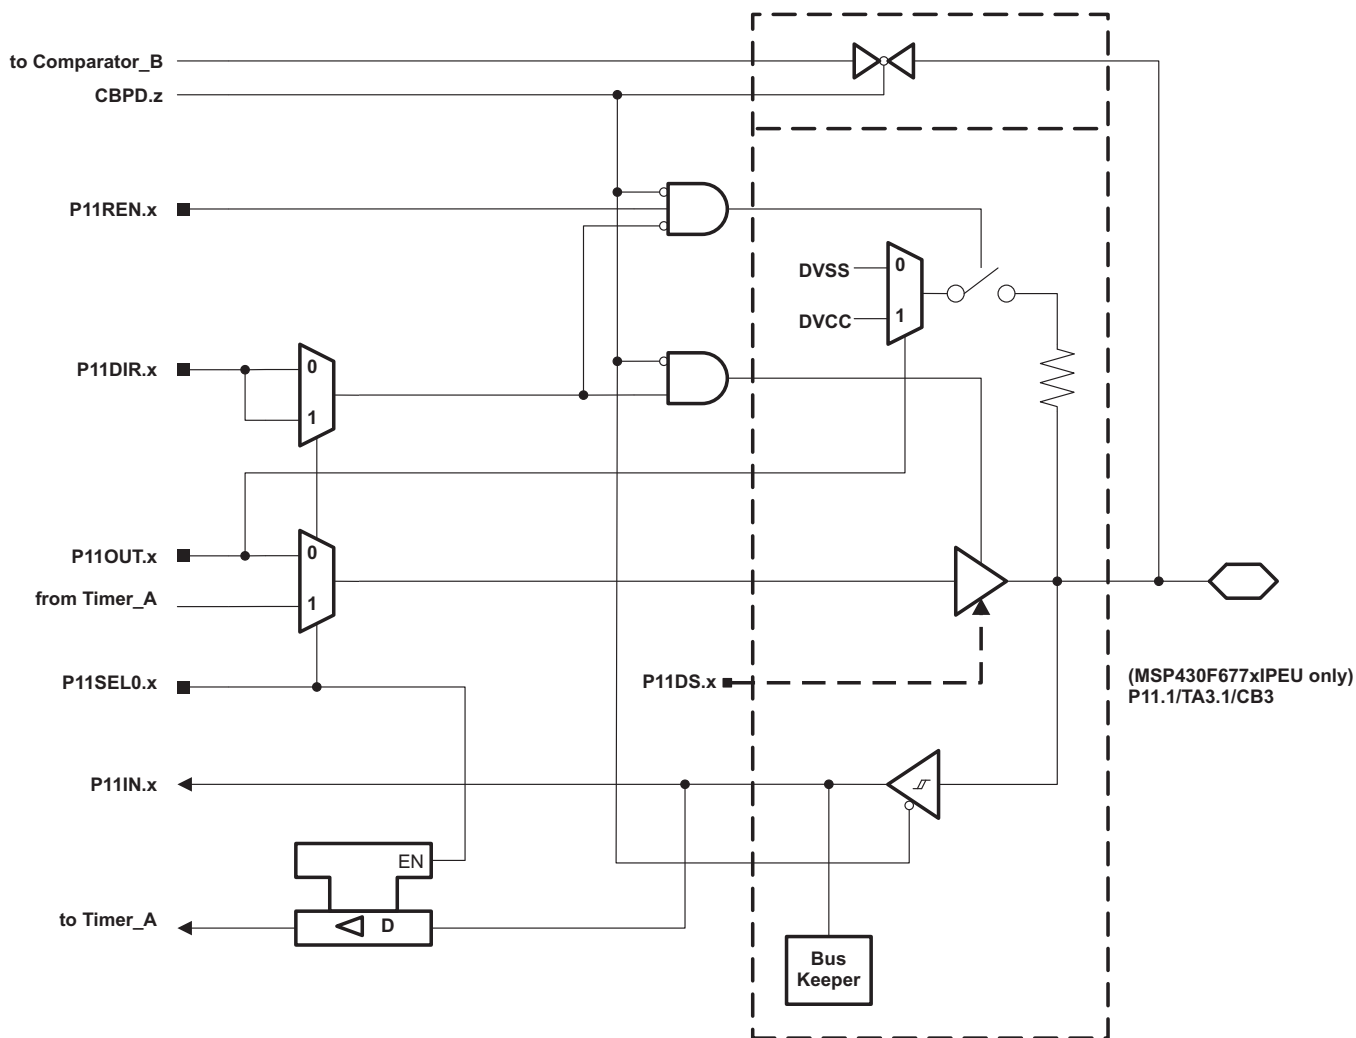 to Comparator_B
CBPD.z
P11REN.x
DVSS
0
DVCC
1
P11DIR.x
0
1
P11OUT.x
0
from Timer_A
1
P11SEL0.x
P11DS.x
(MSP430F677xIPEU only)
P11.1/TA3.1/CB3
P11IN.x
EN
to Timer_A
D
Bus
Keeper